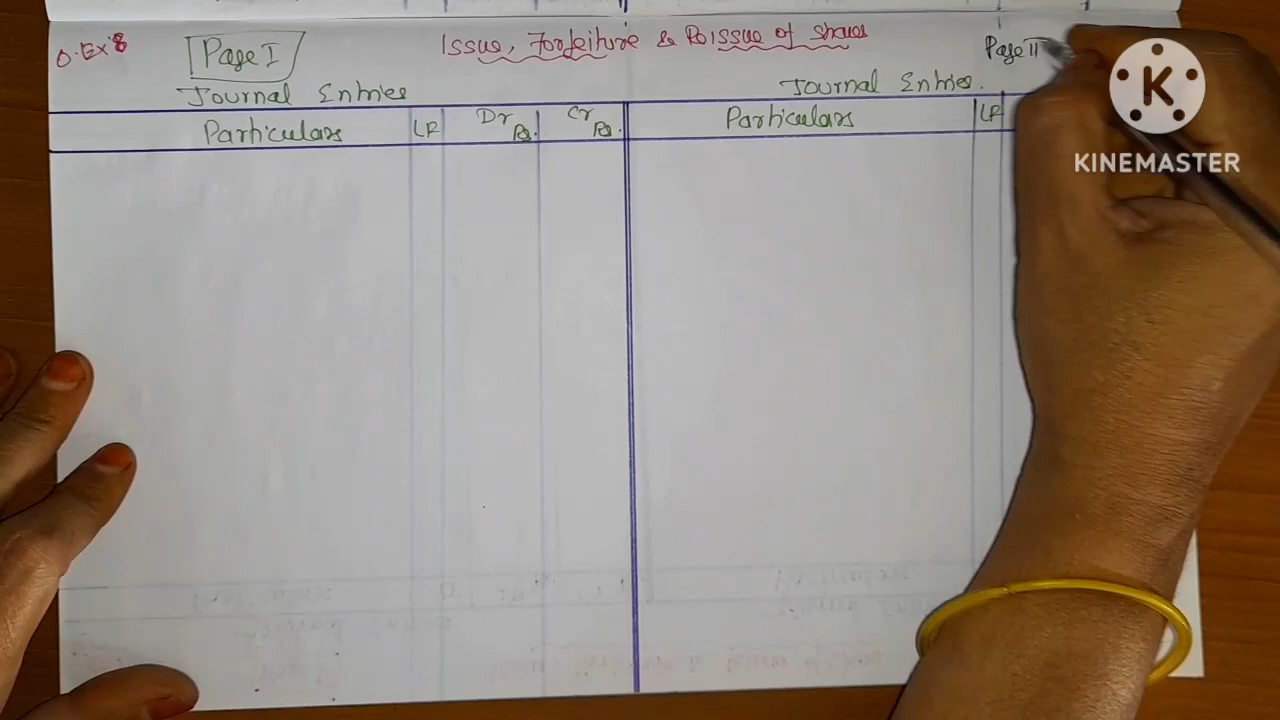 O.Ex 8
Page I
Issue, Forfeiture & Reissue of shares
Page II
Journal Entries
Journal Entries.
Particulars LF Dr Rs. Cr Rs. Particulars LF
K
KINEMASTER